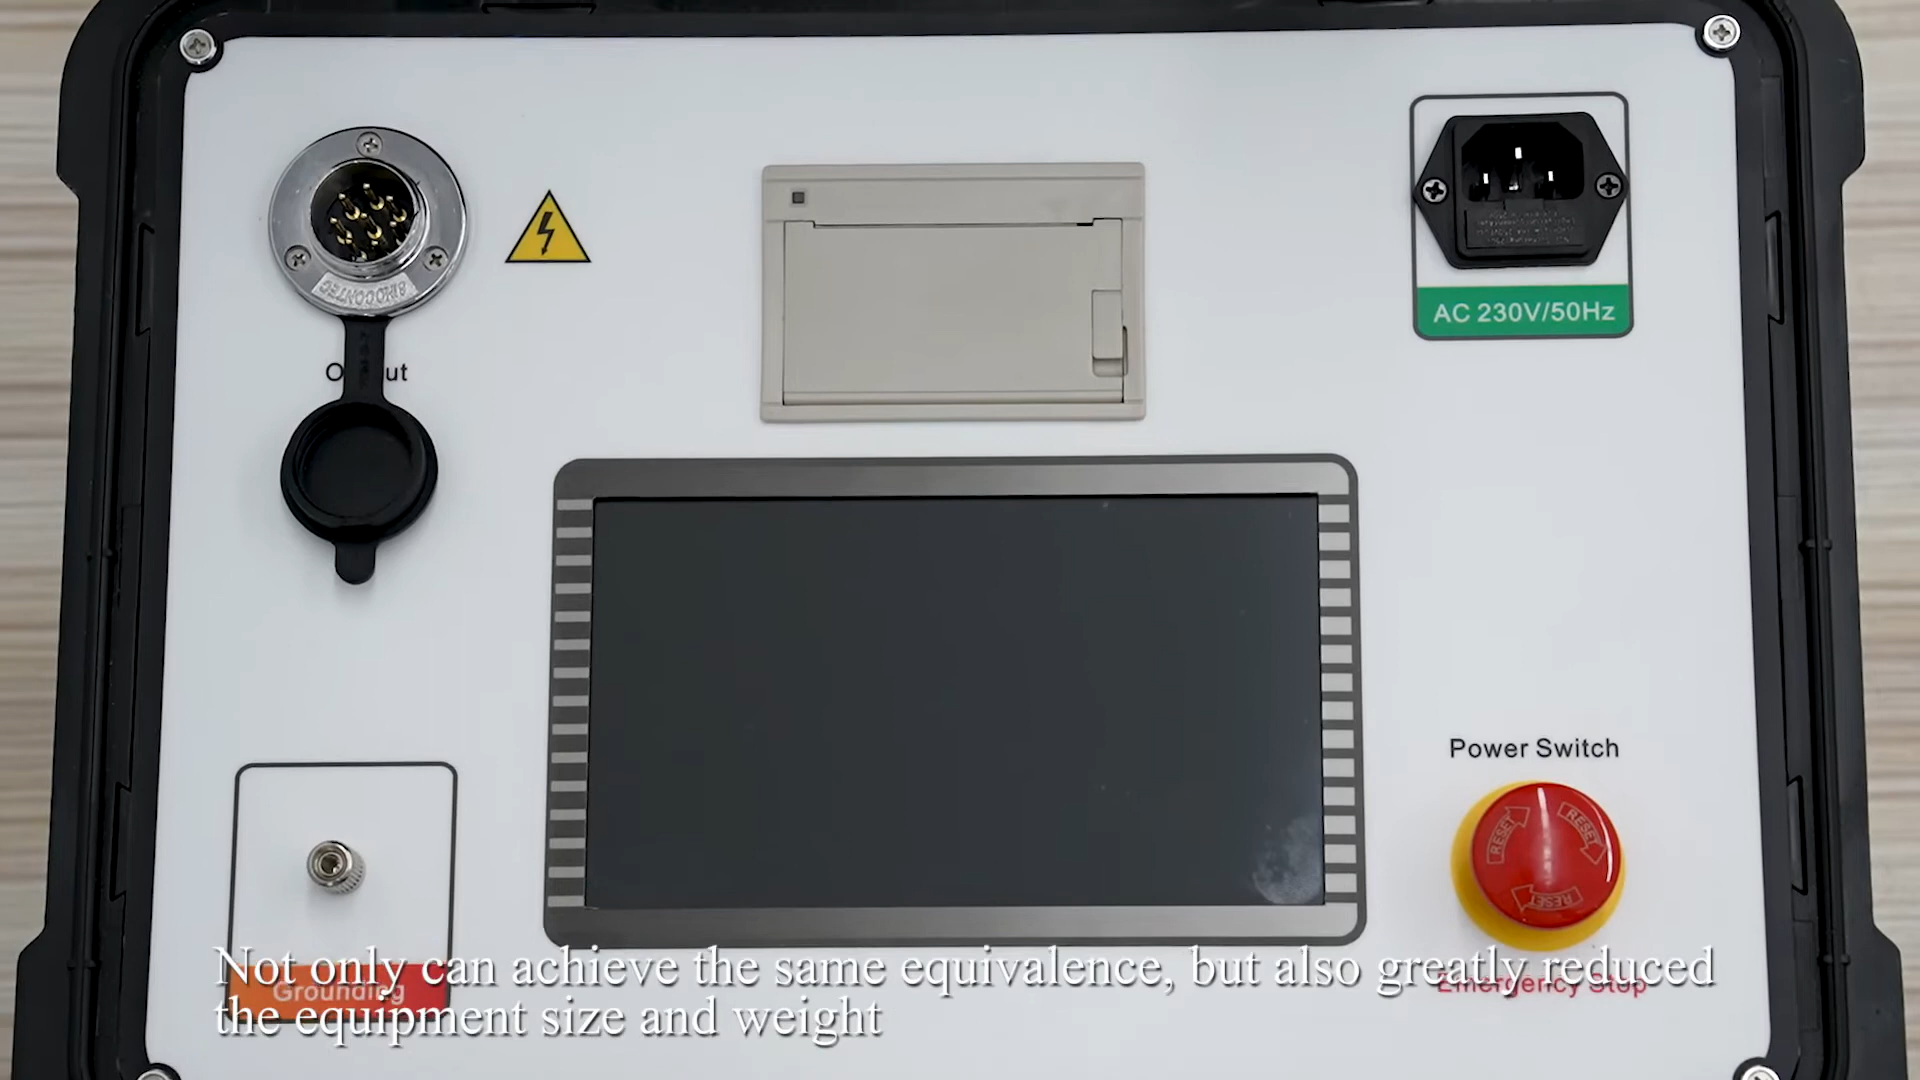 SINOCONTEC
AC 230V/50Hz
Power Switch
RESET
RESET
RESET
Emergency Stop
Grounding
Not only can achieve the same equivalence, but also greatly reduced
the equipment size and weight